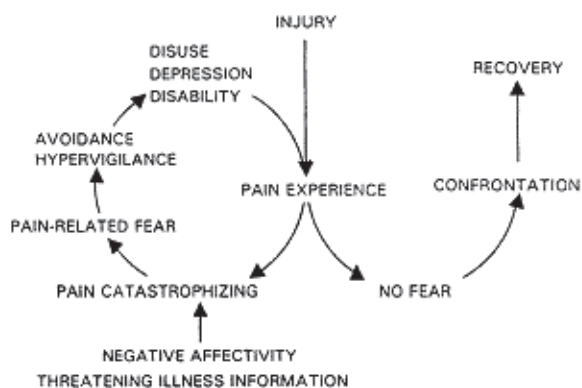 INJURY
DISUSE
DEPRESSION
DISABILITY
RECOVERY
AVOIDANCE
HYPERVIGILANCE
PAIN EXPERIENCE
CONFRONTATION
PAIN-RELATED FEAR
PAIN CATASTROPHIZING
NO FEAR
NEGATIVE AFFECTIVITY
THREATENING ILLNESS INFORMATION